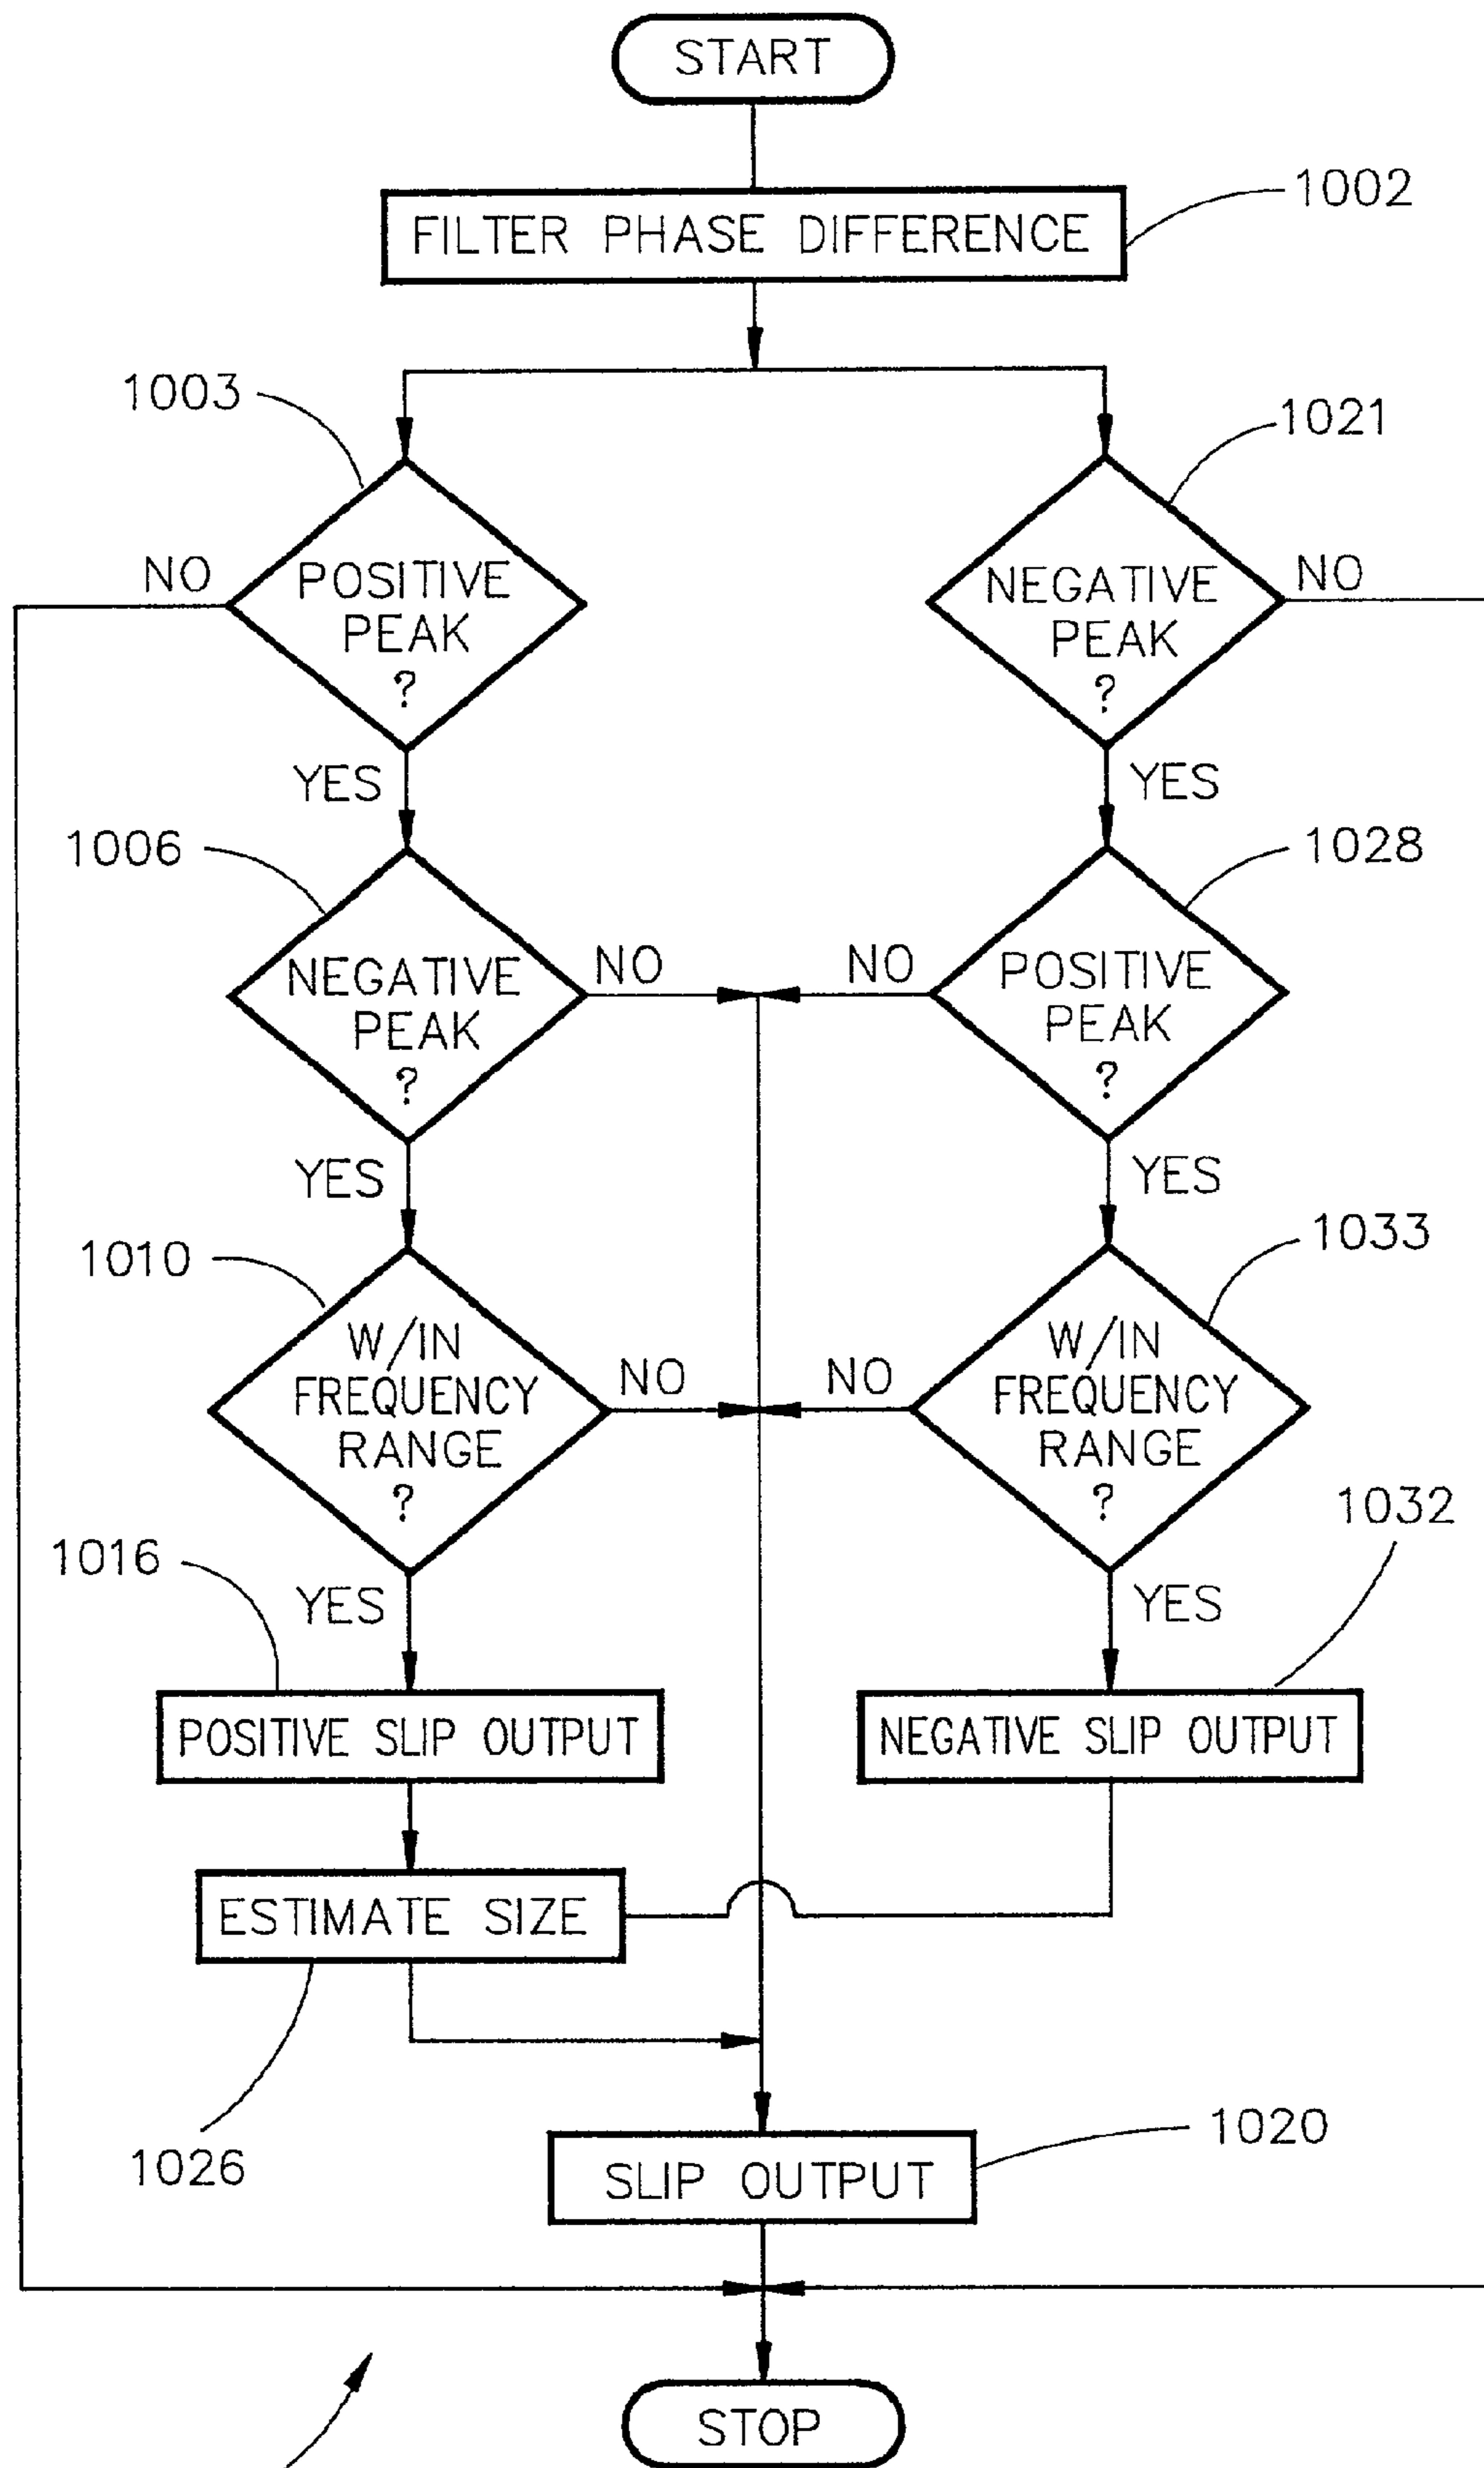 START
FILTER PHASE DIFFERENCE
1002
1003
1021
NO
POSITIVE
PEAK
?
NEGATIVE
PEAK
?
NO
YES
YES
1006
1028
NEGATIVE
PEAK
?
NO
NO
POSITIVE
PEAK
?
YES
YES
1010
1033
W/IN
FREQUENCY
RANGE
?
NO
NO
W/IN
FREQUENCY
RANGE
?
1016
1032
YES
YES
POSITIVE SLIP OUTPUT
NEGATIVE SLIP OUTPUT
ESTIMATE SIZE
1026
1020
SLIP OUTPUT
STOP